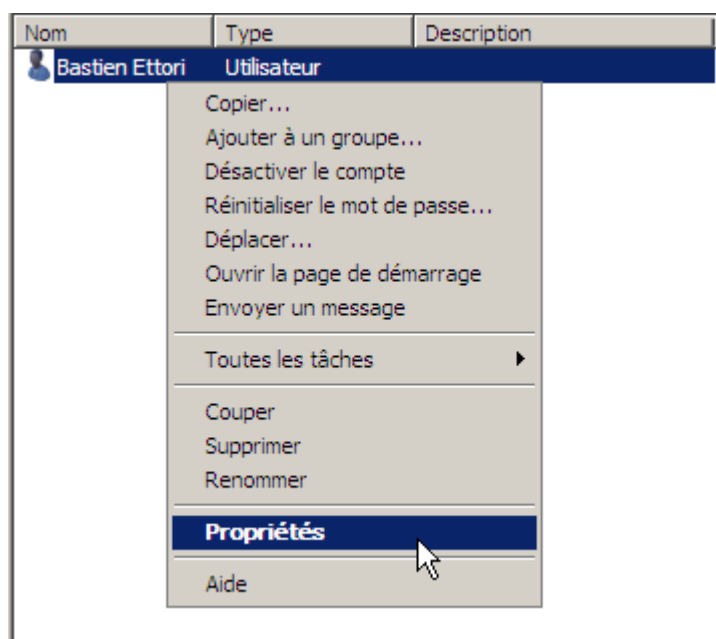 Nom Type Description
Bastien Ettori Utilisateur
Copier...
Ajouter à un groupe...
Désactiver le compte
Réinitialiser le mot de passe...
Déplacer...
Ouvrir la page de démarrage
Envoyer un message
Toutes les tâches
Couper
Supprimer
Renommer
Propriétés
Aide